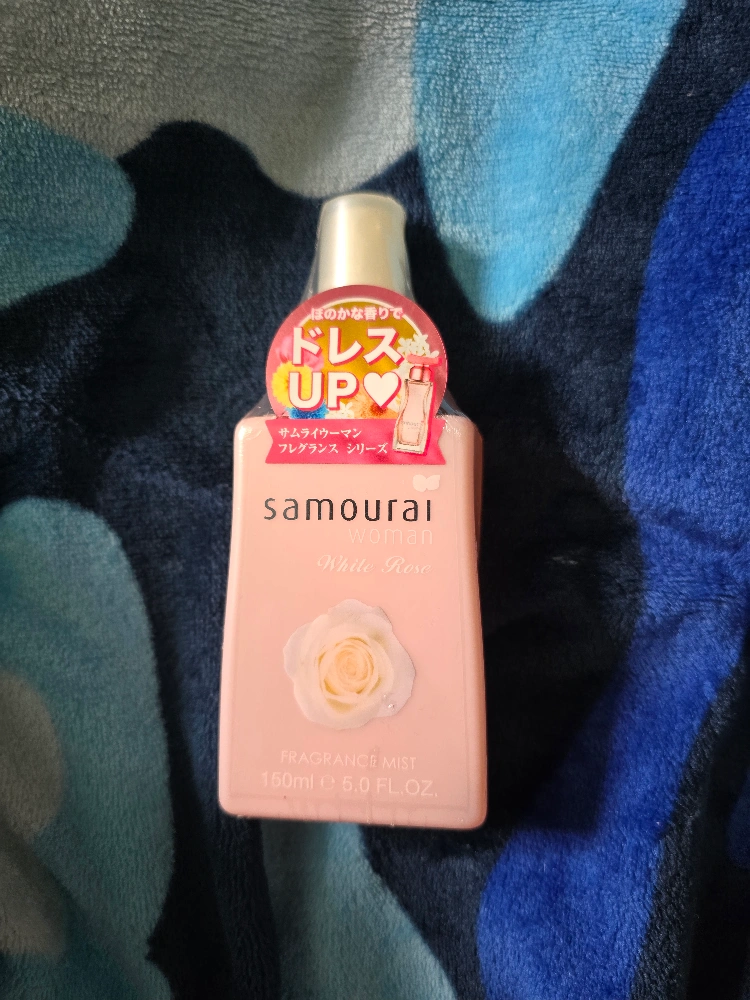 ほのかな香りで
ドレス
UP♥
サムライウーマン
フレグランス シリーズ
samourai
woman
White Rose
FRAGRANCE MIST
150ml ℮ 5.0 FL.OZ.